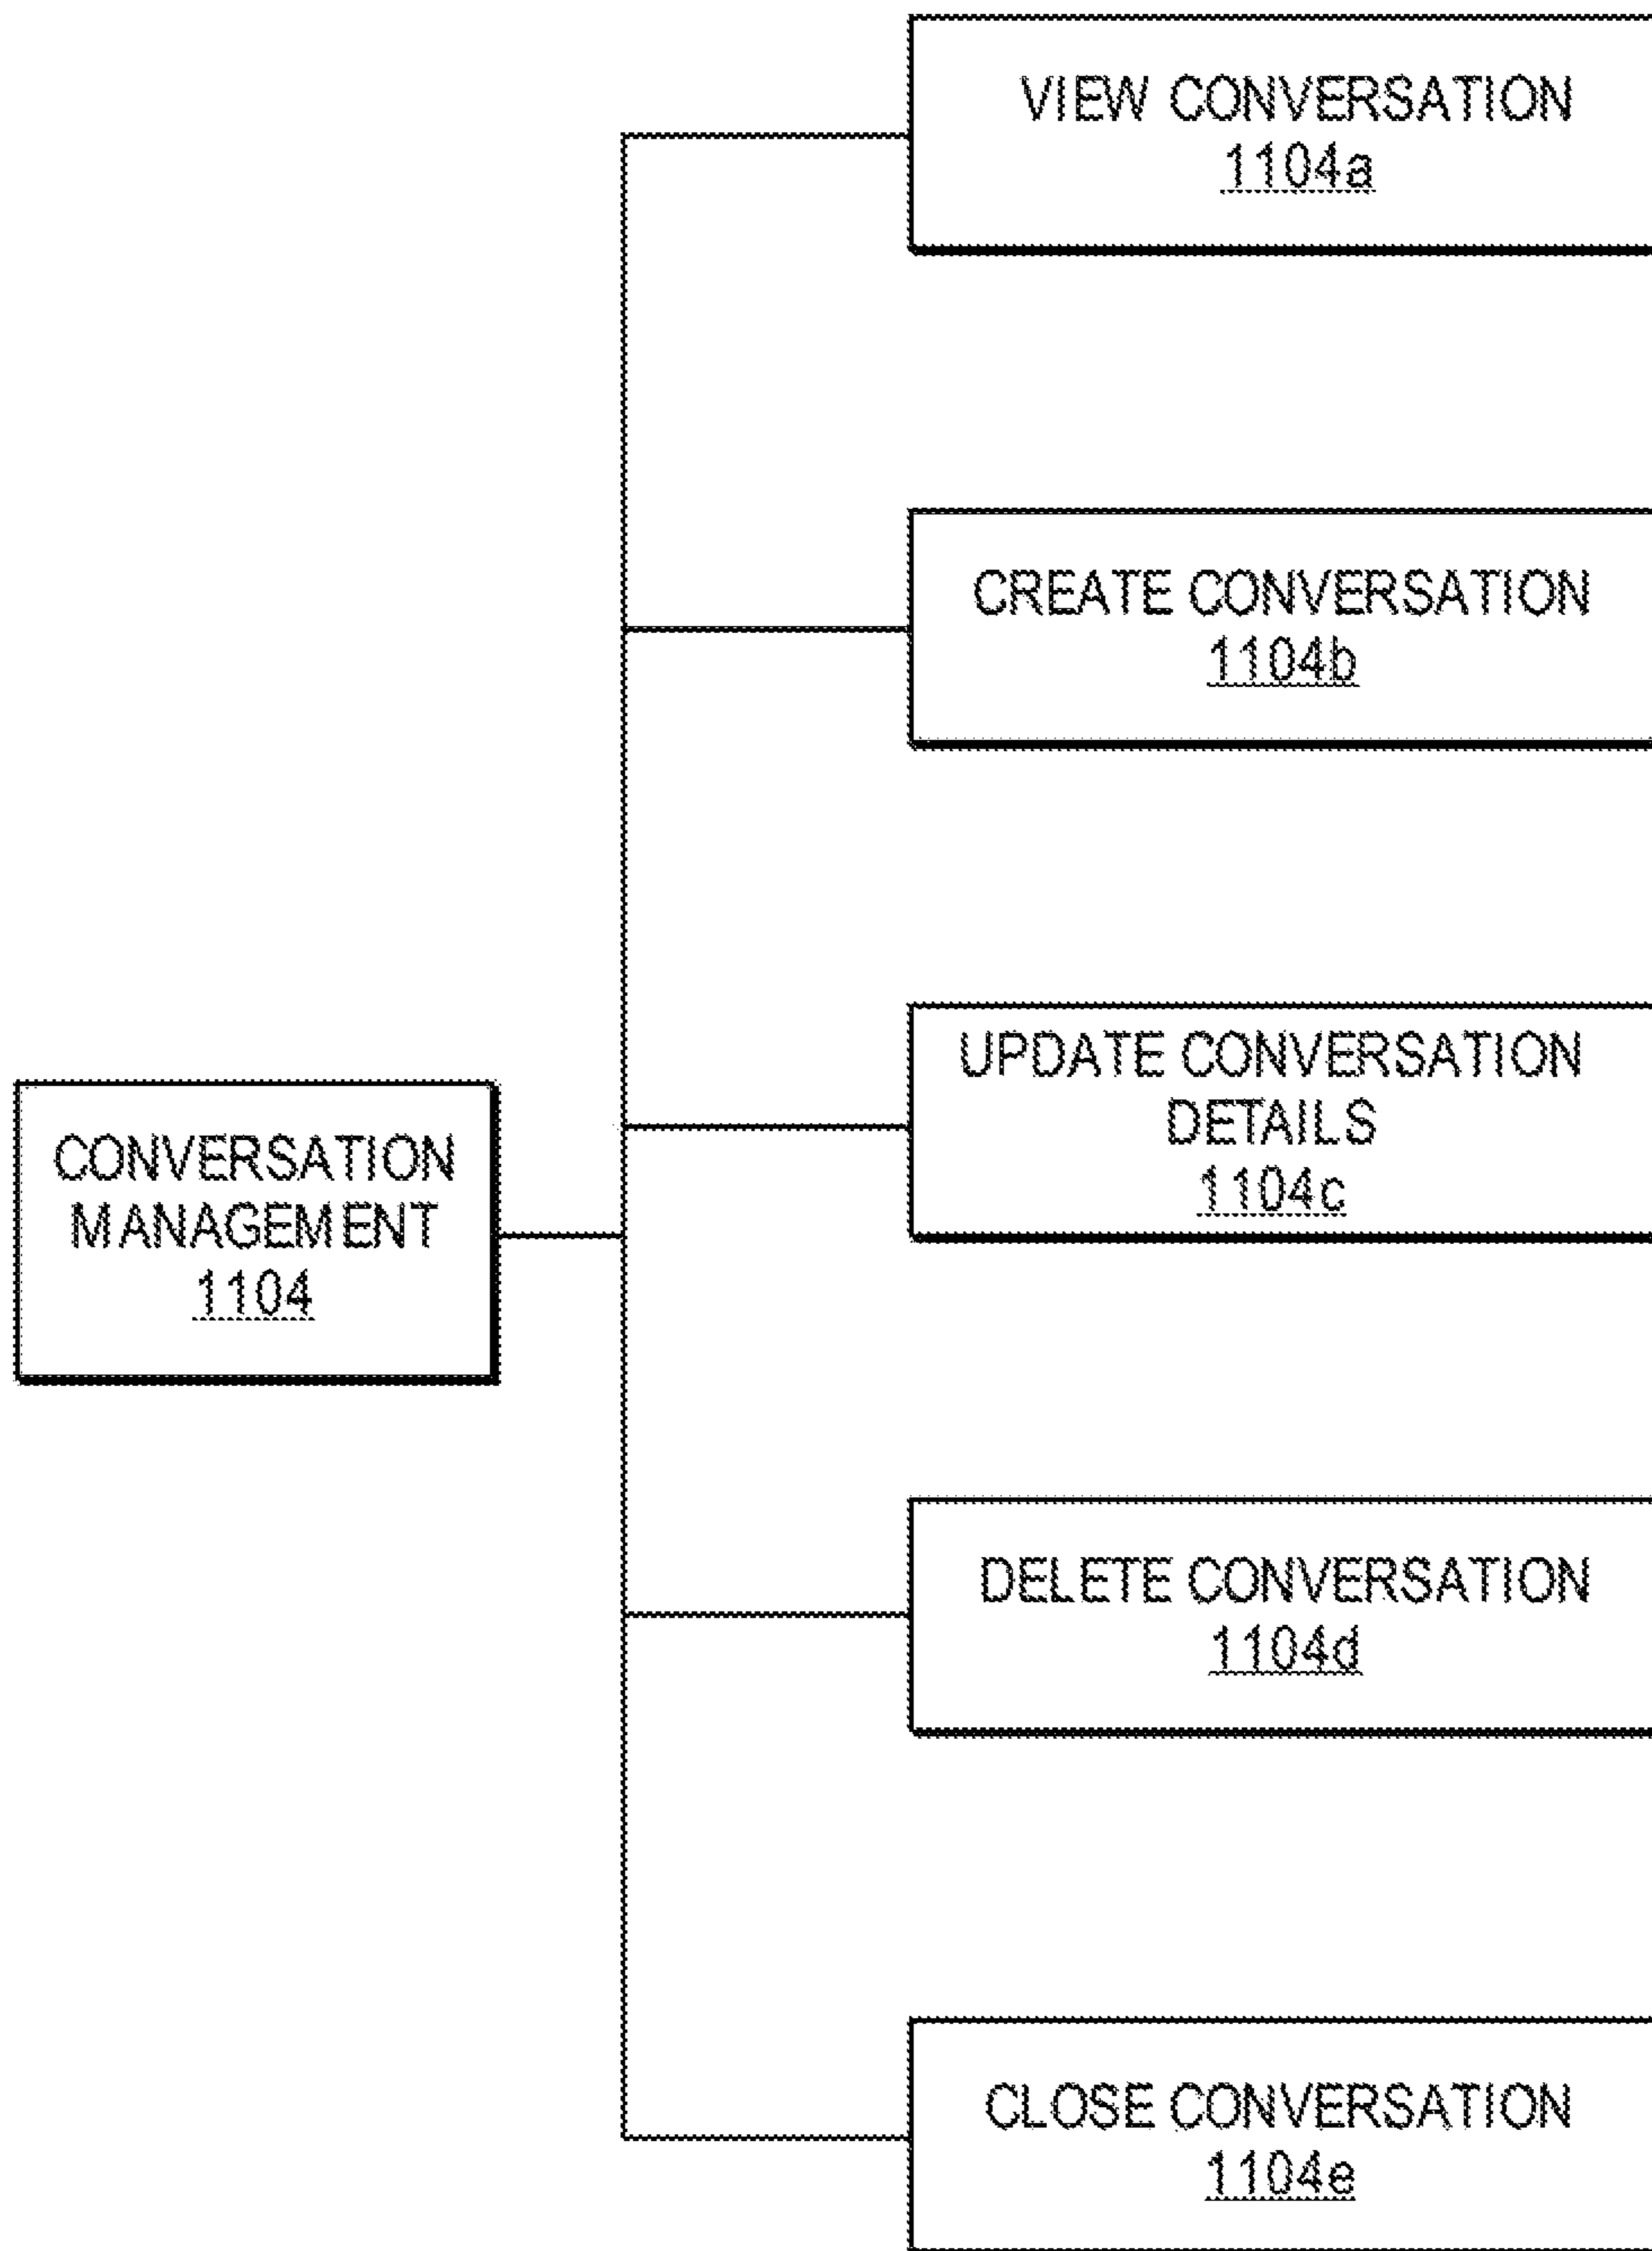 VIEW CONVERSATION
1104a
CREATE CONVERSATION
1104b
UPDATE CONVERSATION
DETAILS
1104c
CONVERSATION
MANAGEMENT
1104
DELETE CONVERSATION
1104d
CLOSE CONVERSATION
1104e